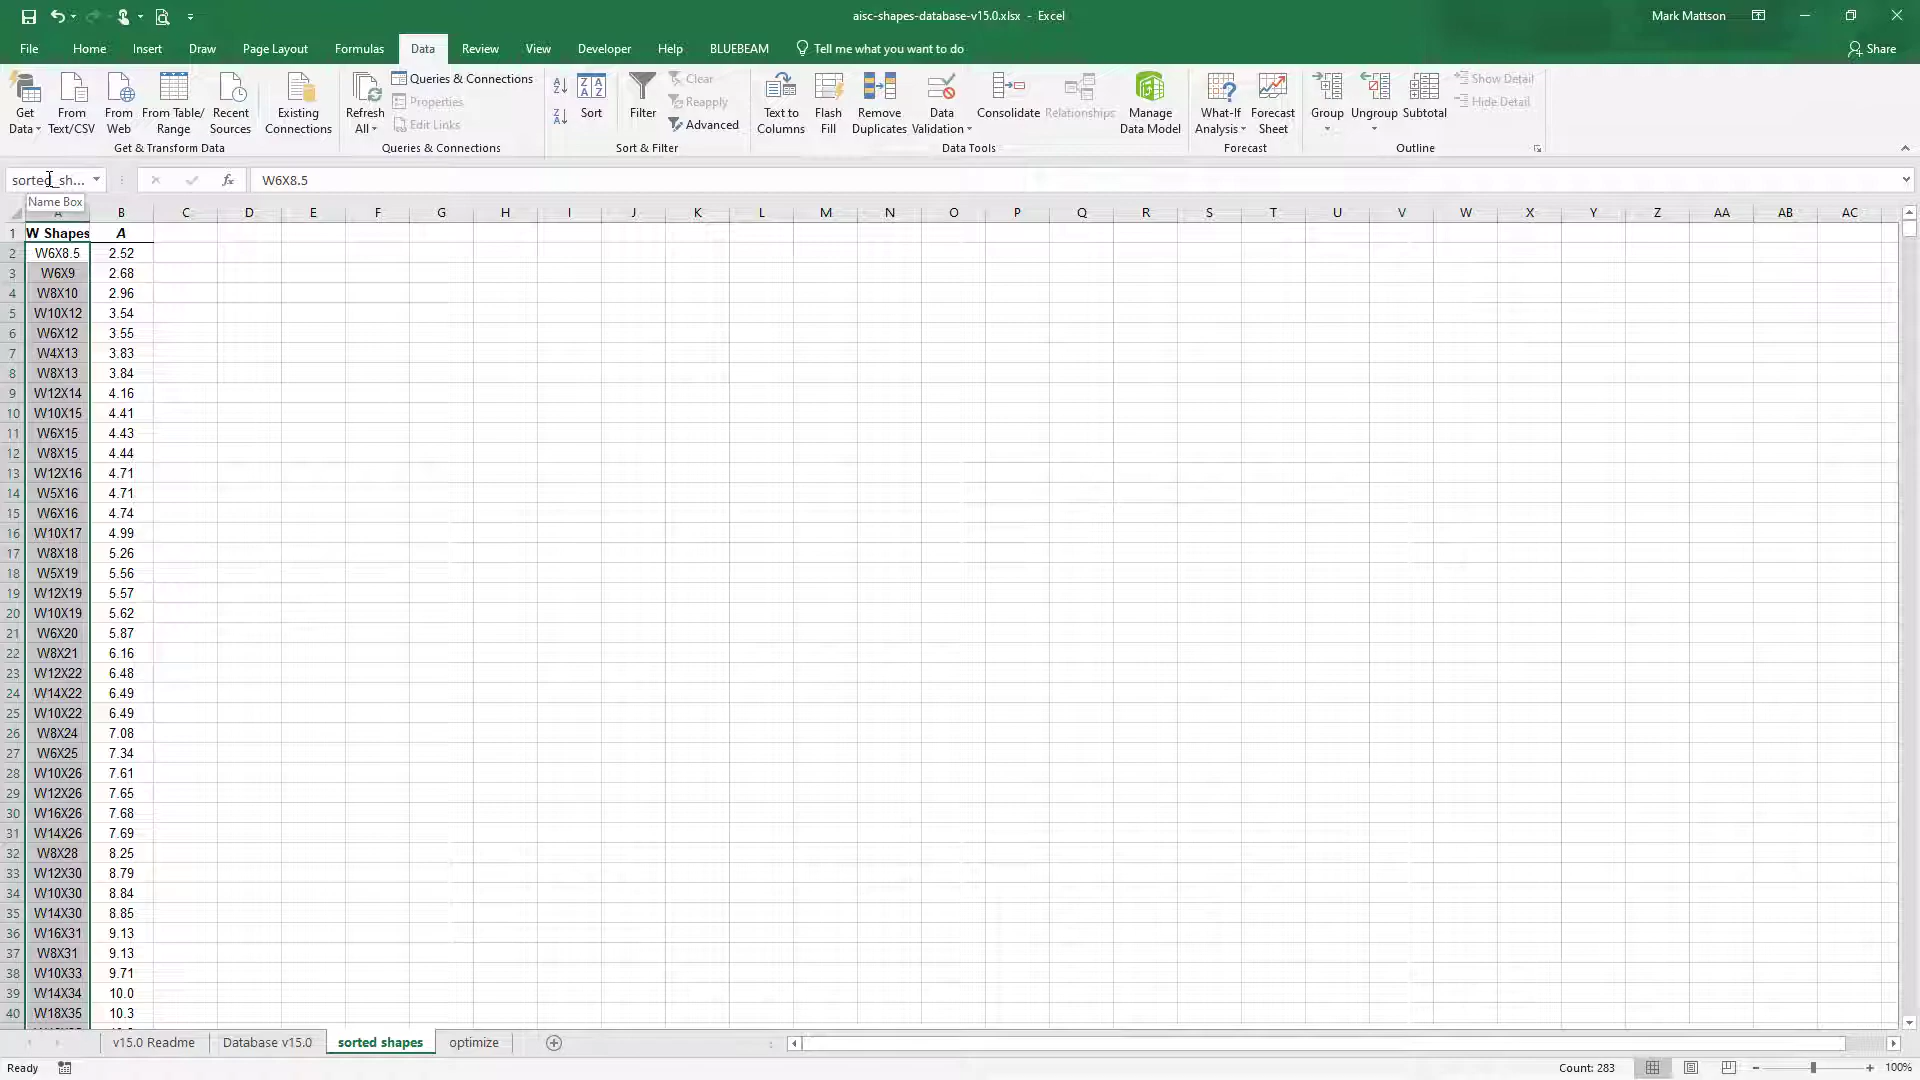 aisc-shapes-database-v15.0.xlsx - Excel
Mark Mattson
File Home Insert Draw Page Layout Formulas Data Review View Developer Help BLUEBEAM Tell me what you want to do Share
Get Data From Text/CSV From Web From Table/ Range Recent Sources Existing Connections
Get & Transform Data
Refresh All Queries & Connections Properties Edit Links
Queries & Connections
Sort Filter Clear Reapply Advanced
Sort & Filter
Text to Columns Flash Fill Remove Duplicates Data Validation Consolidate Relationships Manage Data Model
Data Tools
What-If Analysis Forecast Sheet
Forecast
Group Ungroup Subtotal Show Detail Hide Detail
Outline
sorted_sh... fx W6X8.5
Name Box
A B C D E F G H I J K L M N O P Q R S T U V W X Y Z AA AB AC
1 W Shapes A
2 W6X8.5 2.52
3 W6X9 2.68
4 W8X10 2.96
5 W10X12 3.54
6 W6X12 3.55
7 W4X13 3.83
8 W8X13 3.84
9 W12X14 4.16
10 W10X15 4.41
11 W6X15 4.43
12 W8X15 4.44
13 W12X16 4.71
14 W5X16 4.71
15 W6X16 4.74
16 W10X17 4.99
17 W8X18 5.26
18 W5X19 5.56
19 W12X19 5.57
20 W10X19 5.62
21 W6X20 5.87
22 W8X21 6.16
23 W12X22 6.48
24 W14X22 6.49
25 W10X22 6.49
26 W8X24 7.08
27 W6X25 7.34
28 W10X26 7.61
29 W12X26 7.65
30 W16X26 7.68
31 W14X26 7.69
32 W8X28 8.25
33 W12X30 8.79
34 W10X30 8.84
35 W14X30 8.85
36 W16X31 9.13
37 W8X31 9.13
38 W10X33 9.71
39 W14X34 10.0
40 W18X35 10.3
v15.0 Readme Database v15.0 sorted shapes optimize
Ready Count: 283 100%